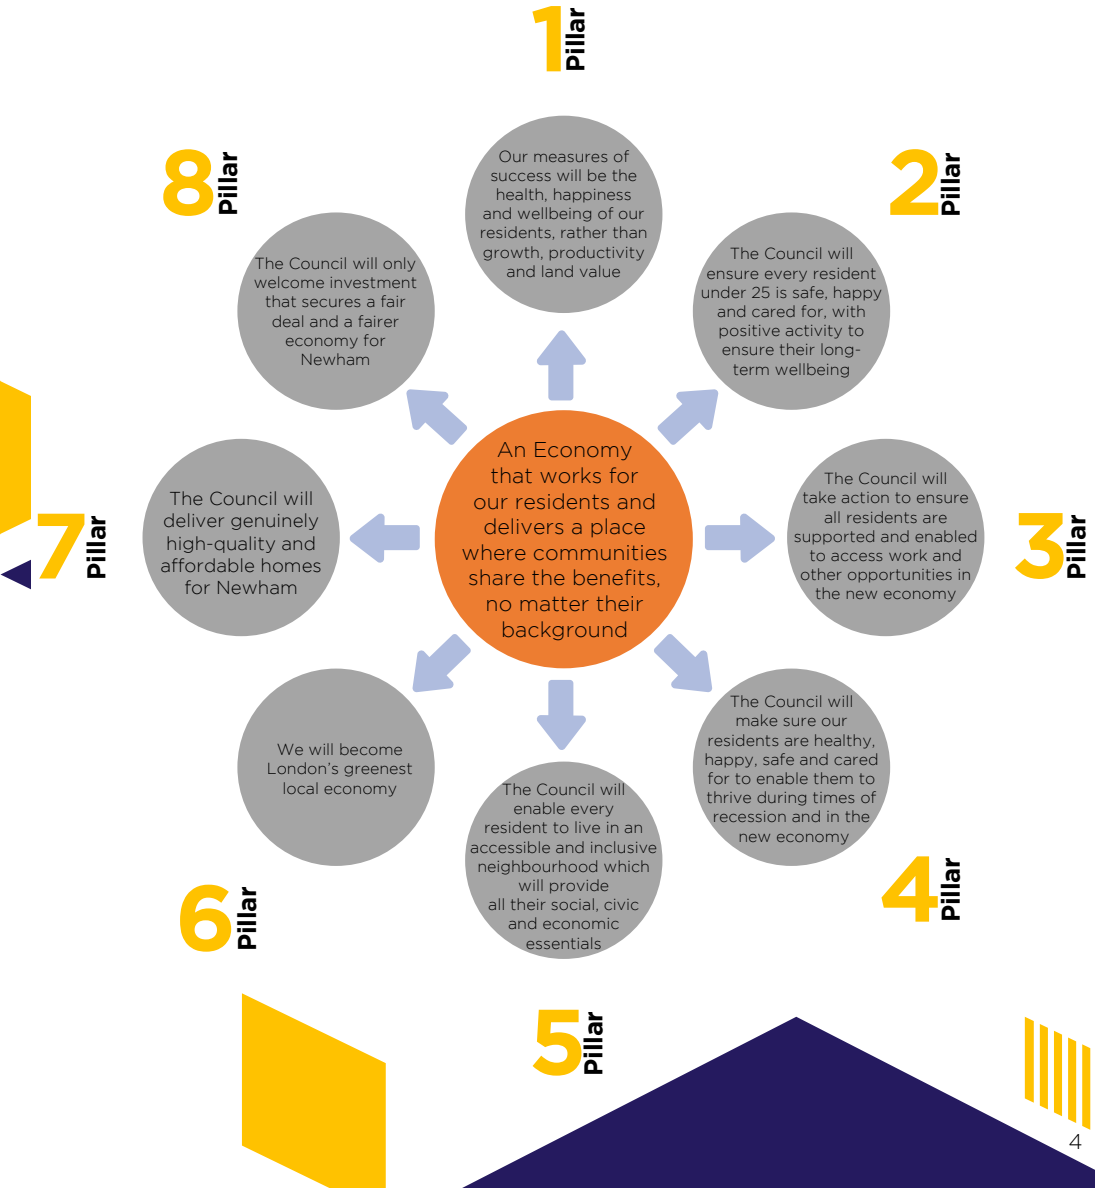 1 Pillar
Our measures of
success will be the
health, happiness
and wellbeing of our
residents, rather than
growth, productivity
and land value
2 Pillar
The Council will
ensure every resident
under 25 is safe, happy
and cared for, with
positive activity to
ensure their long-
term wellbeing
3 Pillar
The Council will
take action to ensure
all residents are
supported and enabled
to access work and
other opportunities in
the new economy
4 Pillar
The Council will
make sure our
residents are healthy,
happy, safe and cared
for to enable them to
thrive during times of
recession and in the
new economy
5 Pillar
The Council will
enable every
resident to live in an
accessible and inclusive
neighbourhood which
will provide
all their social, civic
and economic
essentials
6 Pillar
We will become
London’s greenest
local economy
7 Pillar
The Council will
deliver genuinely
high-quality and
affordable homes
for Newham
8 Pillar
The Council will only
welcome investment
that secures a fair
deal and a fairer
economy for
Newham
An Economy
that works for
our residents and
delivers a place
where communities
share the benefits,
no matter their
background
4